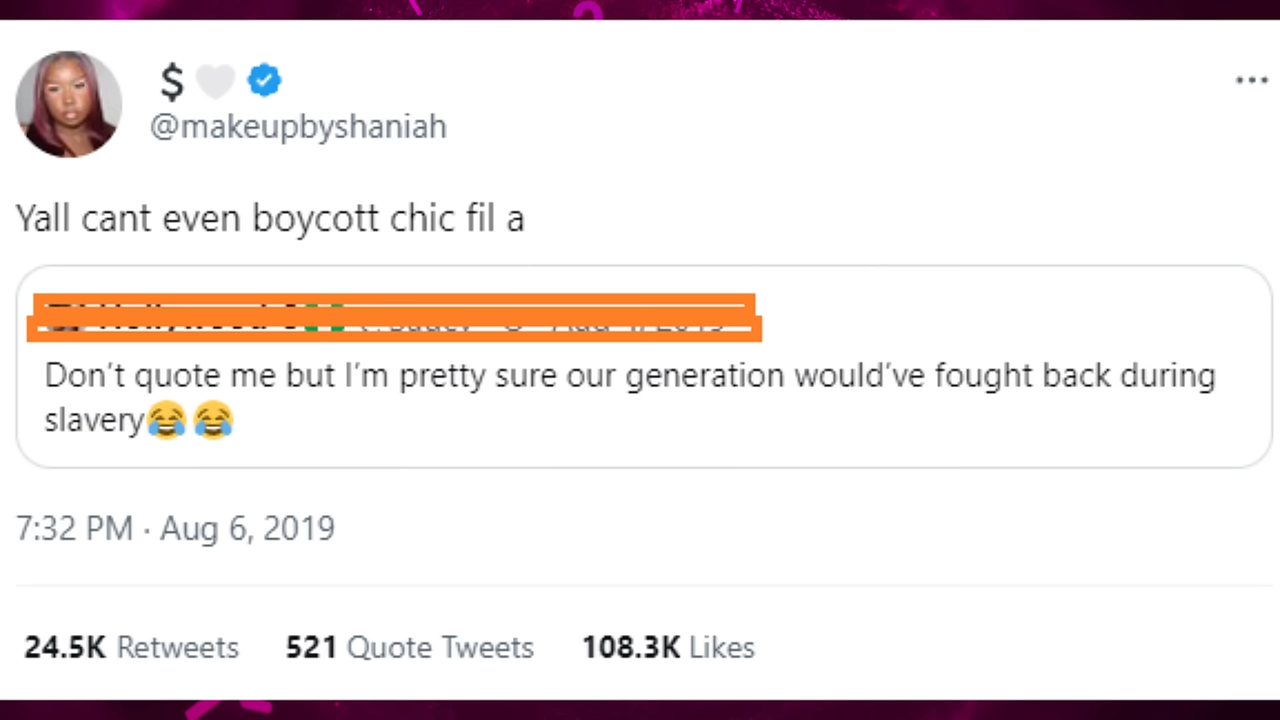 $ 🤍
@makeupbyshaniah
Yall cant even boycott chic fil a
Don't quote me but I'm pretty sure our generation would've fought back during
slavery😂😂
7:32 PM · Aug 6, 2019
24.5K Retweets 521 Quote Tweets 108.3K Likes